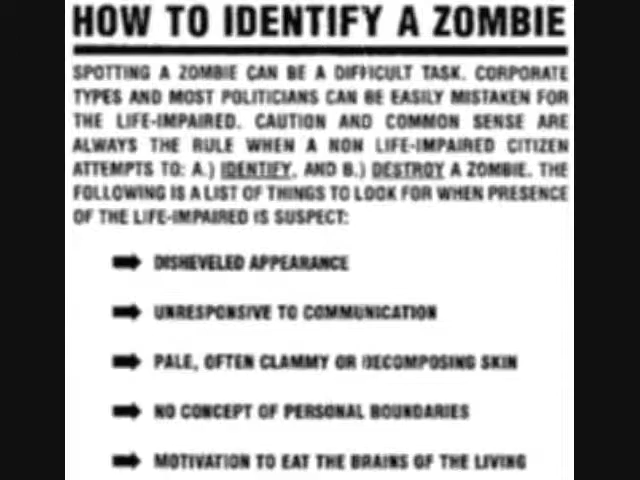 HOW TO IDENTIFY A ZOMBIE
SPOTTING A ZOMBIE CAN BE A DIFFICULT TASK. CORPORATE
TYPES AND MOST POLITICIANS CAN BE EASILY MISTAKEN FOR
THE LIFE-IMPAIRED. CAUTION AND COMMON SENSE ARE
ALWAYS THE RULE WHEN A NON LIFE-IMPAIRED CITIZEN
ATTEMPTS TO: A.) IDENTIFY, AND B.) DESTROY A ZOMBIE. THE
FOLLOWING IS A LIST OF THINGS TO LOOK FOR WHEN PRESENCE
OF THE LIFE-IMPAIRED IS SUSPECT:
DISHEVELED APPEARANCE
UNRESPONSIVE TO COMMUNICATION
PALE, OFTEN CLAMMY OR DECOMPOSING SKIN
NO CONCEPT OF PERSONAL BOUNDARIES
MOTIVATION TO EAT THE BRAINS OF THE LIVING